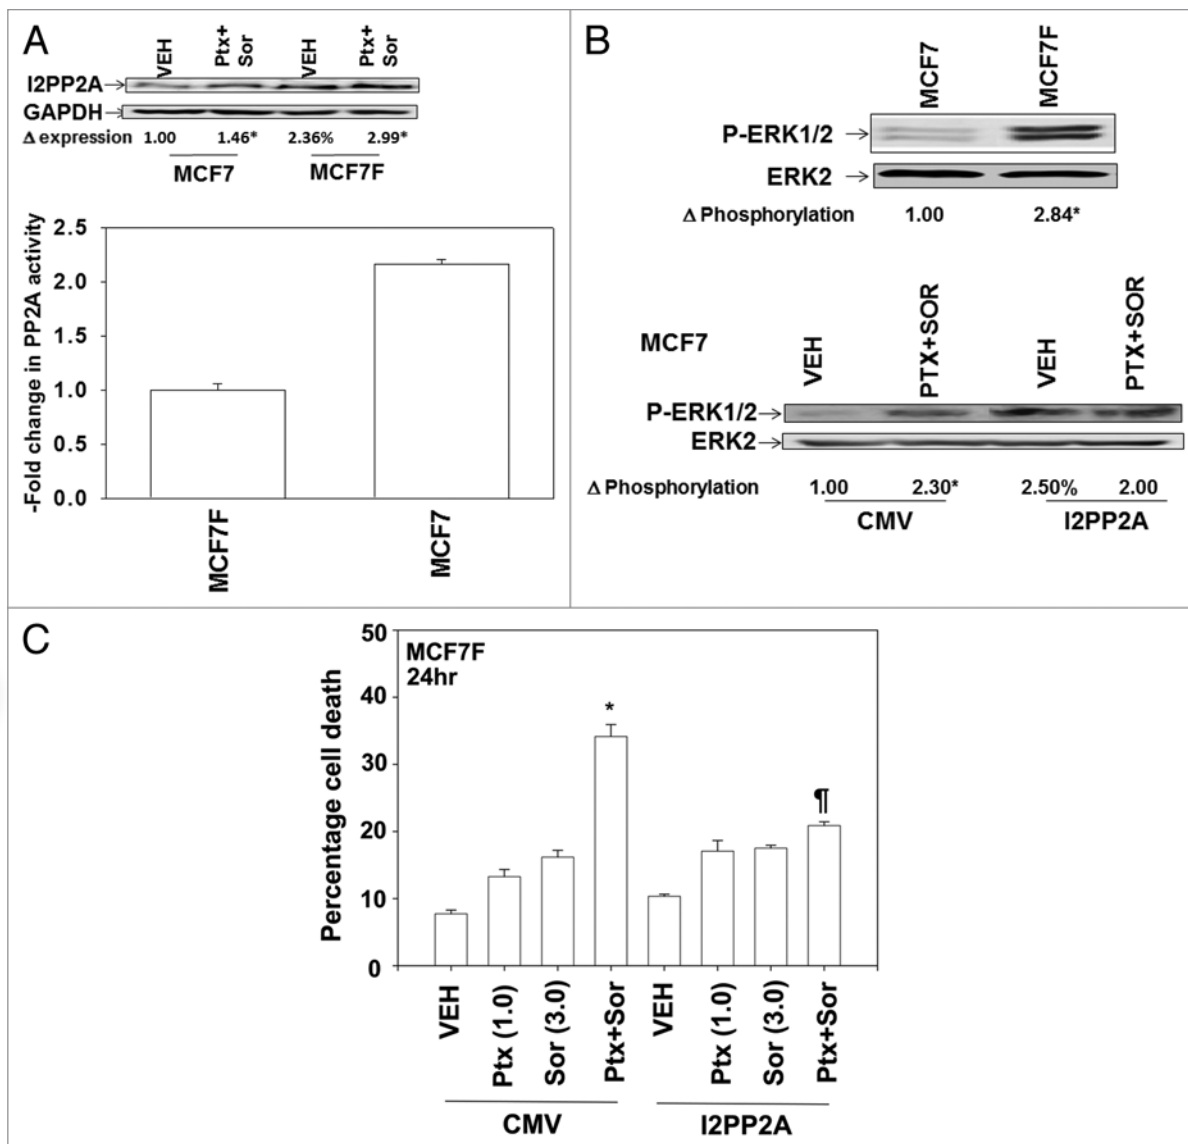 A
VEH
Ptx+
Sor
VEH
Ptx+
Sor
I2PP2A
GAPDH
Δ expression 1.00 1.46* 2.36% 2.99*
MCF7 MCF7F
-Fold change in PP2A activity
2.5
2.0
1.5
1.0
0.5
0.0
MCF7F
MCF7
B
MCF7
MCF7F
P-ERK1/2
ERK2
Δ Phosphorylation 1.00 2.84*
MCF7
VEH
PTX+SOR
VEH
PTX+SOR
P-ERK1/2
ERK2
Δ Phosphorylation 1.00 2.30* 2.50% 2.00
CMV I2PP2A
C
Percentage cell death
50
40
30
20
10
0
MCF7F
24hr
*
¶
VEH
Ptx (1.0)
Sor (3.0)
Ptx+Sor
VEH
Ptx (1.0)
Sor (3.0)
Ptx+Sor
CMV I2PP2A